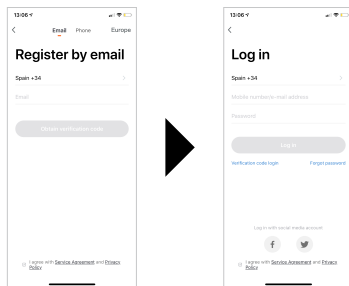 13:06
Email Phone Europe
Register by email
Spain +34
Email
Obtain verification code
I agree with Service Agreement and Privacy
Policy
13:06
Log in
Spain +34
Mobile number/e-mail address
Password
Log in
Verification code login Forget password
Log in with social media account
f
I agree with Service Agreement and Privacy
Policy